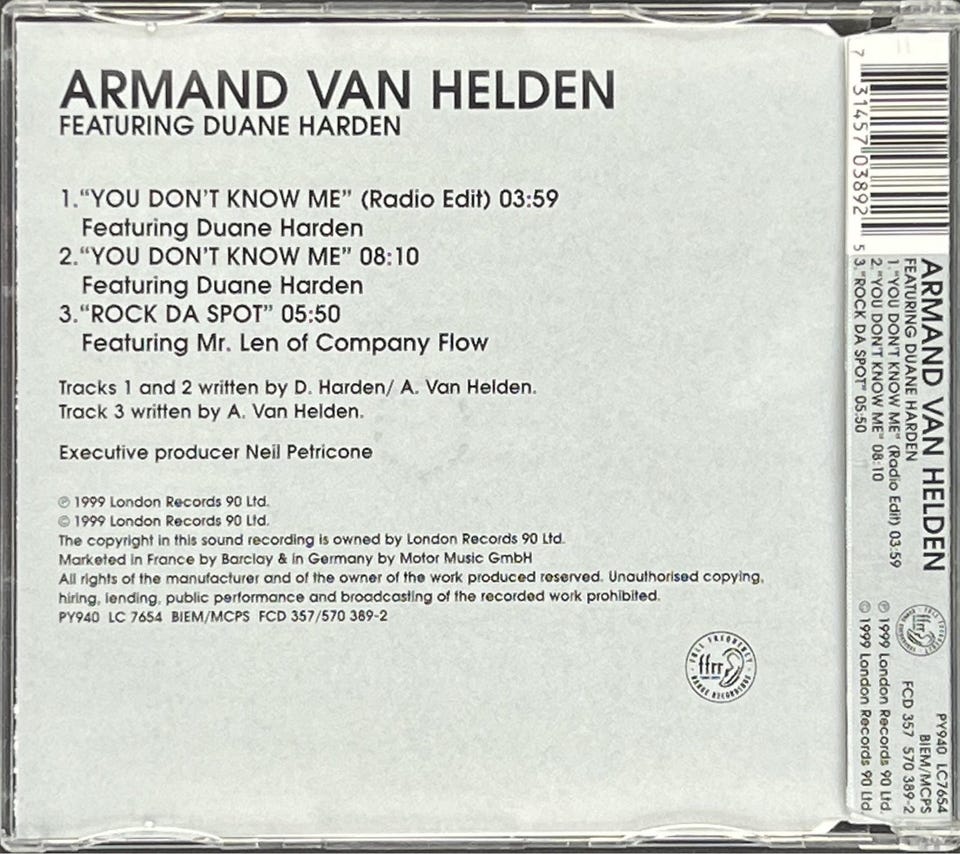 ARMAND VAN HELDEN
FEATURING DUANE HARDEN
1.“YOU DON’T KNOW ME” (Radio Edit) 03:59
Featuring Duane Harden
2.“YOU DON’T KNOW ME” 08:10
Featuring Duane Harden
3.“ROCK DA SPOT” 05:50
Featuring Mr. Len of Company Flow
Tracks 1 and 2 written by D. Harden/ A. Van Helden.
Track 3 written by A. Van Helden.
Executive producer Neil Petricone
℗ 1999 London Records 90 Ltd.
© 1999 London Records 90 Ltd.
The copyright in this sound recording is owned by London Records 90 Ltd.
Marketed in France by Barclay & in Germany by Motor Music GmbH
All rights of the manufacturer and of the owner of the work produced reserved. Unauthorised copying,
hiring, lending, public performance and broadcasting of the recorded work prohibited.
PY940 LC 7654 BIEM/MCPS FCD 357/570 389-2
FULL FREQUENCY
ffrr
RANGE RECORDINGS
7 31457 03892 5
ARMAND VAN HELDEN
FEATURING DUANE HARDEN
1. “YOU DON’T KNOW ME” (Radio Edit) 03:59
2. “YOU DON’T KNOW ME” 08:10
3. “ROCK DA SPOT” 05:50
℗ 1999 London Records 90 Ltd.
© 1999 London Records 90 Ltd.
PY940 LC7654
BIEM/MCPS
FCD 357 570 389-2